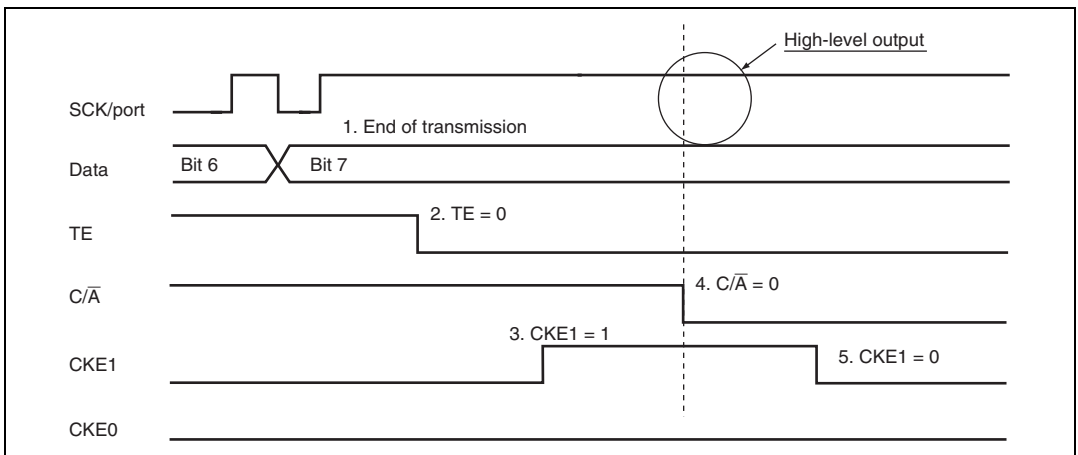 High-level output
SCK/port
1. End of transmission
Data
Bit 6
Bit 7
TE
2. TE = 0
C/A̅
4. C/A̅ = 0
3. CKE1 = 1
CKE1
5. CKE1 = 0
CKE0